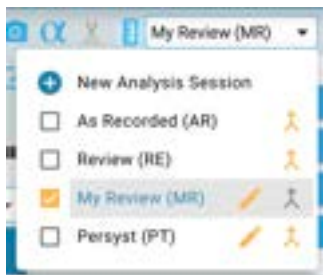 α My Review (MR)
New Analysis Session
As Recorded (AR)
Review (RE)
My Review (MR)
Persyst (PT)